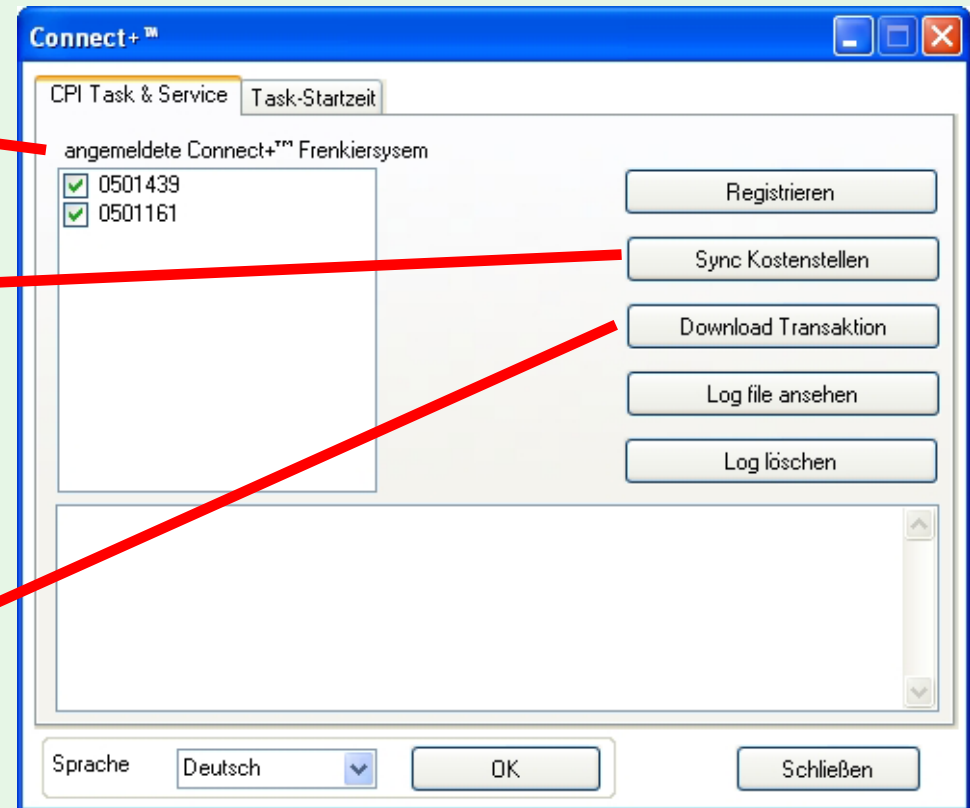 Connect+™
CPI Task & Service
Task-Startzeit
angemeldete Connect+™ Frenkiersysem
0501439
0501161
Registrieren
Sync Kostenstellen
Download Transaktion
Log file ansehen
Log löschen
Sprache
Deutsch
OK
Schließen